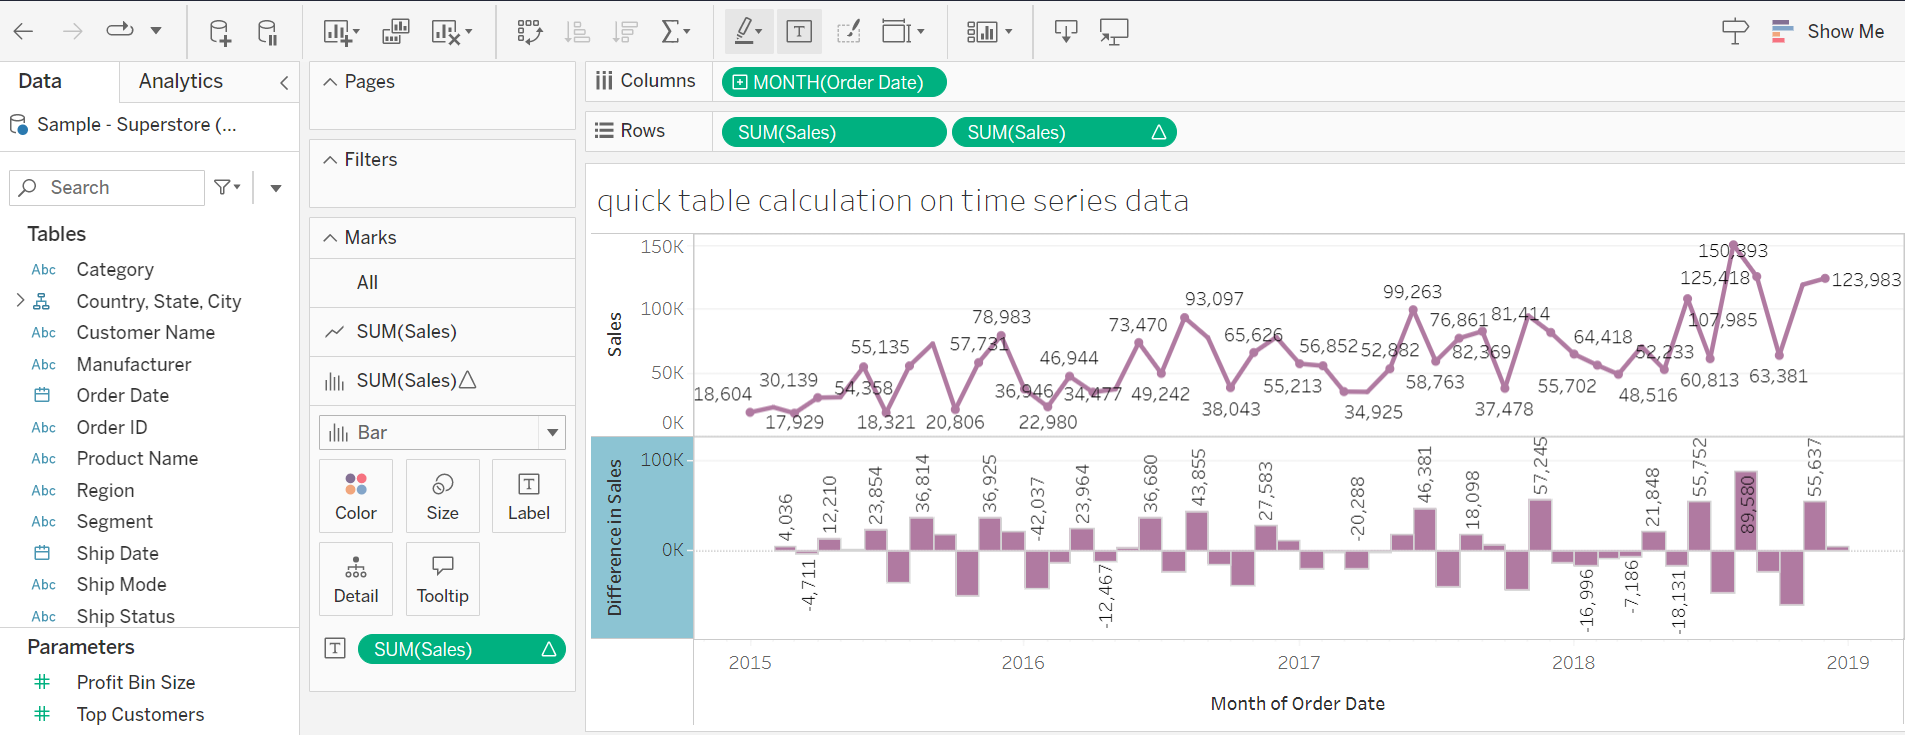 Show Me
Data
Analytics
Sample - Superstore (...
Search
Tables
Abc Category
Country, State, City
Abc Customer Name
Abc Manufacturer
Order Date
Abc Order ID
Abc Product Name
Abc Region
Abc Segment
Ship Date
Abc Ship Mode
Abc Ship Status
Parameters
# Profit Bin Size
# Top Customers
Pages
Filters
Marks
All
SUM(Sales)
SUM(Sales)
Bar
Color
Size
T
Label
Detail
Tooltip
T SUM(Sales)
Columns
MONTH(Order Date)
Rows
SUM(Sales)
SUM(Sales)
quick table calculation on time series data
Sales
150K
100K
50K
0K
18,604
17,929
30,139
54,358
55,135
18,321
20,806
57,731
78,983
36,946
22,980
46,944
34,477
73,470
49,242
93,097
38,043
65,626
55,213
56,852
34,925
52,882
99,263
58,763
76,861
82,369
37,478
81,414
55,702
64,418
48,516
52,233
107,985
60,813
150,393
125,418
63,381
123,983
Difference in Sales
100K
0K
4,036
-4,711
12,210
23,854
36,814
36,925
-42,037
23,964
-12,467
36,680
43,855
27,583
-20,288
46,381
18,098
57,245
-16,996
-7,186
21,848
-18,131
55,752
89,580
55,637
2015
2016
2017
2018
2019
Month of Order Date